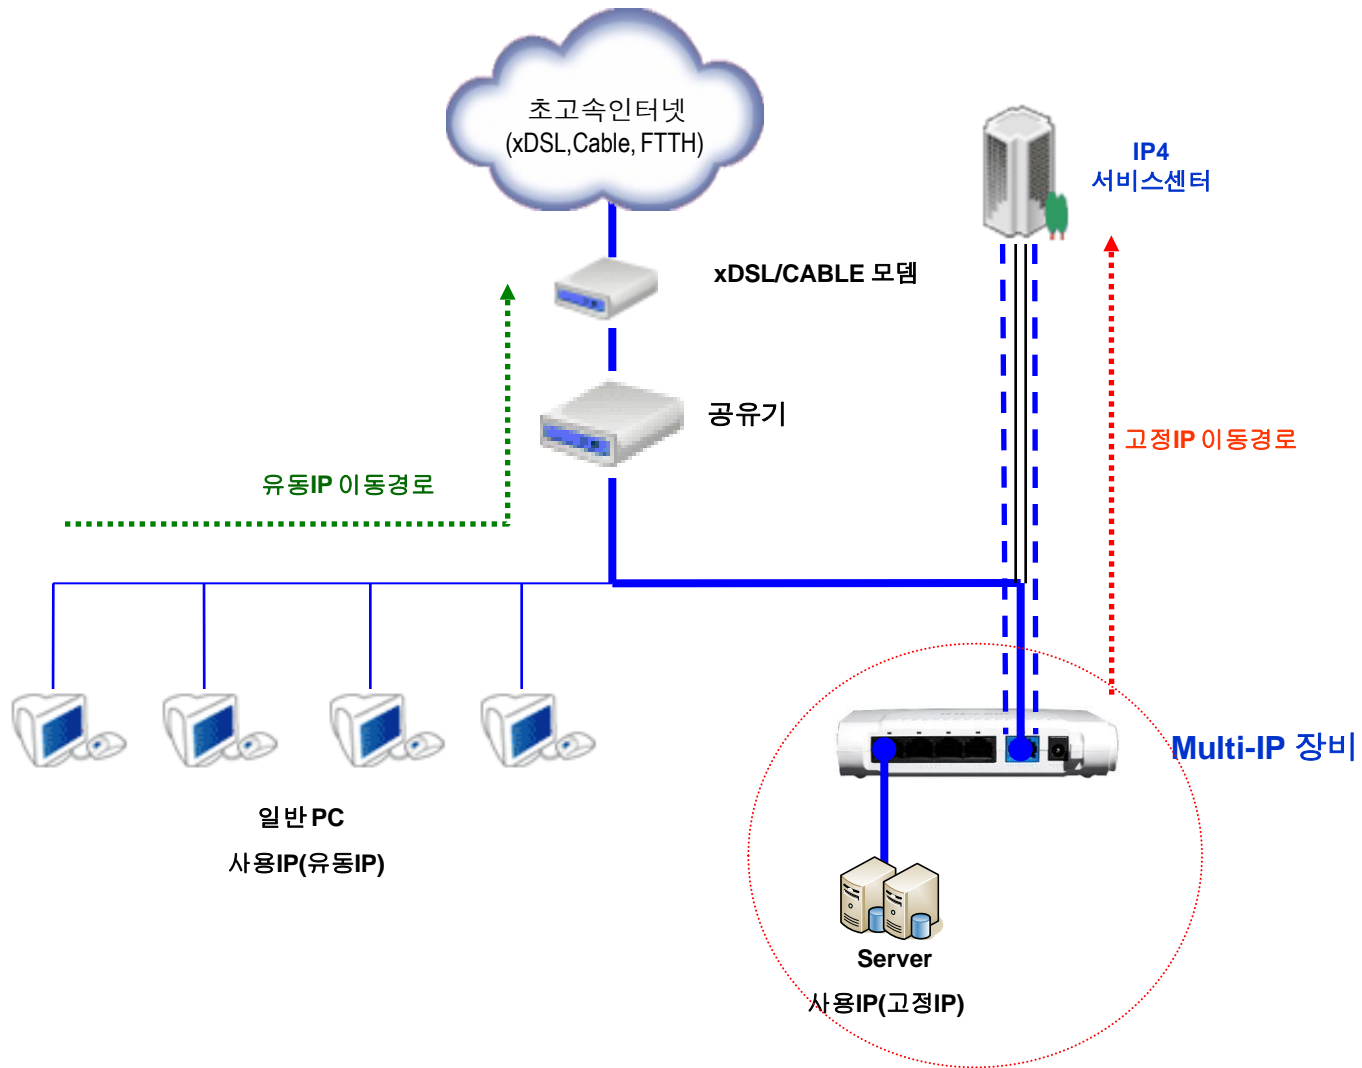 초고속인터넷
(xDSL,Cable, FTTH)
IP4
서비스센터
xDSL/CABLE 모뎀
공유기
고정IP 이동경로
유동IP 이동경로
Multi-IP 장비
일반 PC
사용IP(유동IP)
Server
사용IP(고정IP)